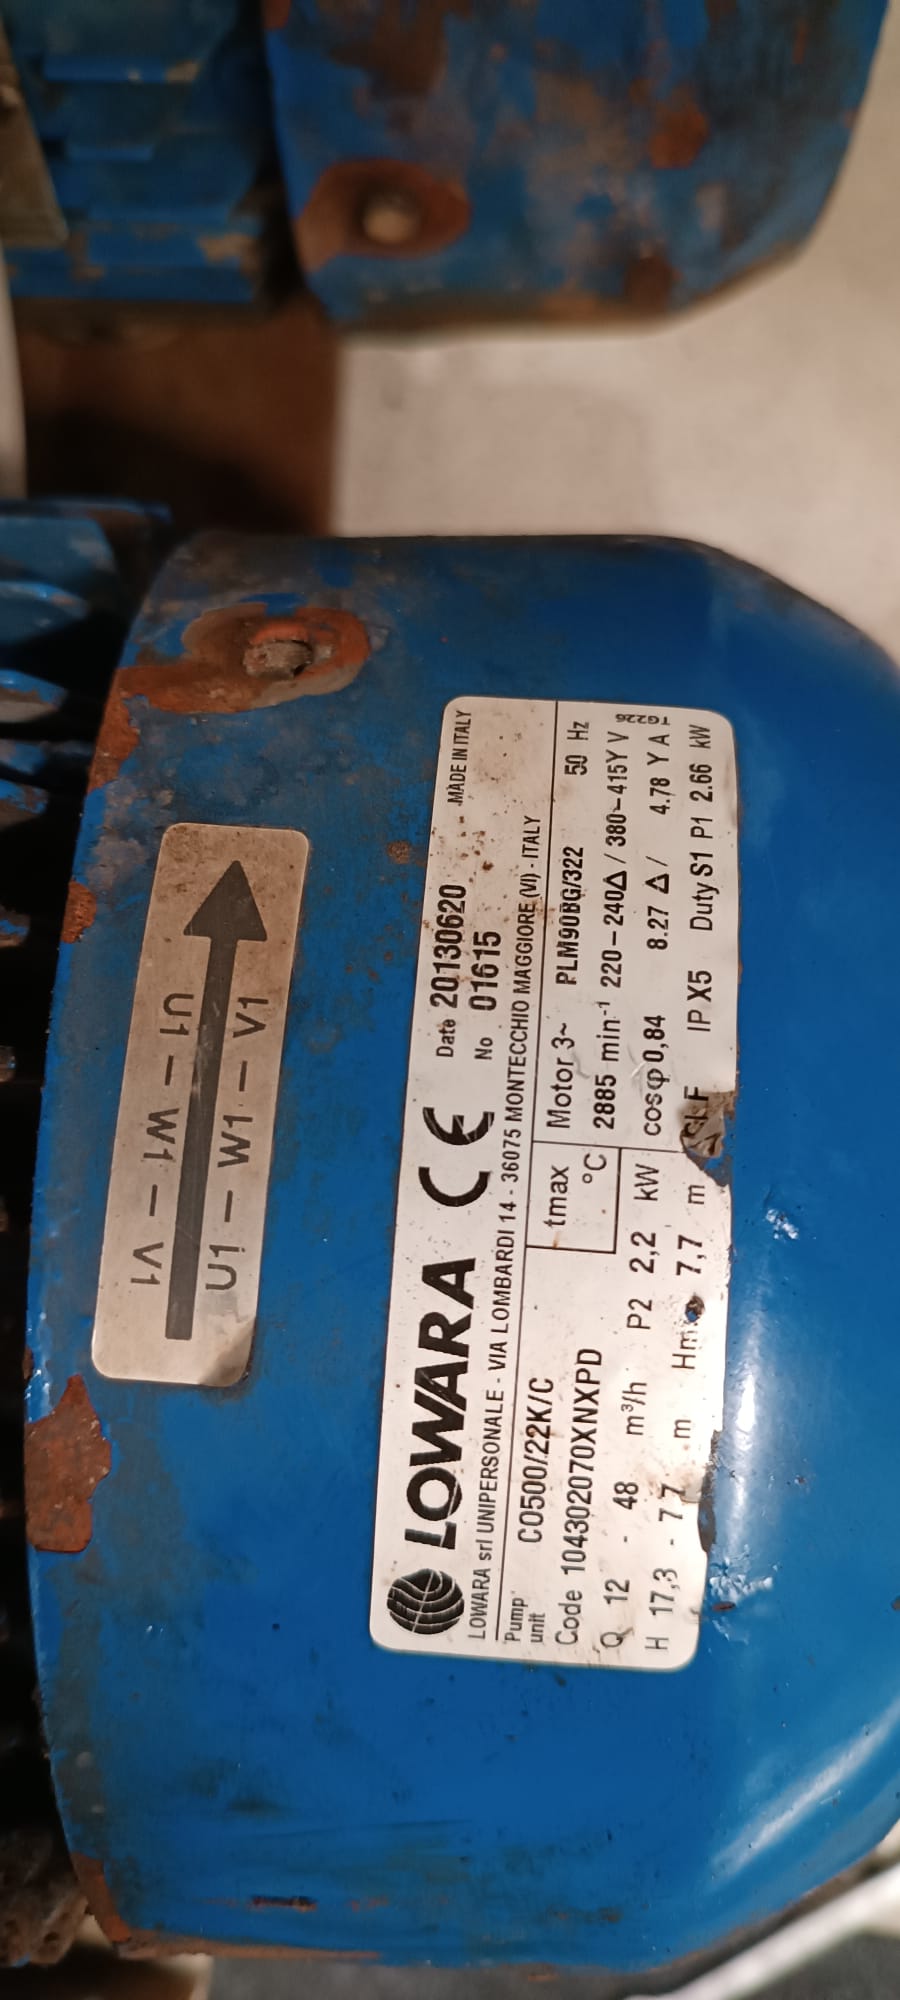 V1 — W1 — U1
U1 — W1 — V1
LOWARA CE Date 20130620 MADE IN ITALY
No 01615
LOWARA srl UNIPERSONALE - VIA LOMBARDI 14 - 36075 MONTECCHIO MAGGIORE (VI) - ITALY
Pump unit CO500/22K/C tmax °C Motor 3~ PLM90BG/322 50 Hz
Code 104302070XNXPD 2885 min-1 220-240Δ / 380-415Y V TG226
Q 12 - 48 m³/h P2 2,2 kW cosφ 0,84 8.27 Δ / 4.78 Y A
H 17,3 - 7,7 m 7,7 m F IP X5 Duty S1 P1 2.66 kW